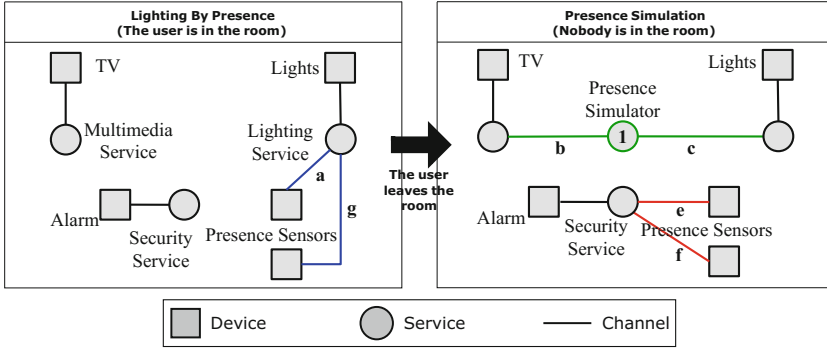 Lighting By Presence
(The user is in the room)
TV
Lights
Multimedia
Service
Lighting
Service
a
g
Alarm
Security
Service
Presence Sensors
The user
leaves the
room
Presence Simulation
(Nobody is in the room)
TV
Lights
Presence
Simulator
1
b
c
Alarm
Security
Service
e
Presence Sensors
f
Device
Service
Channel